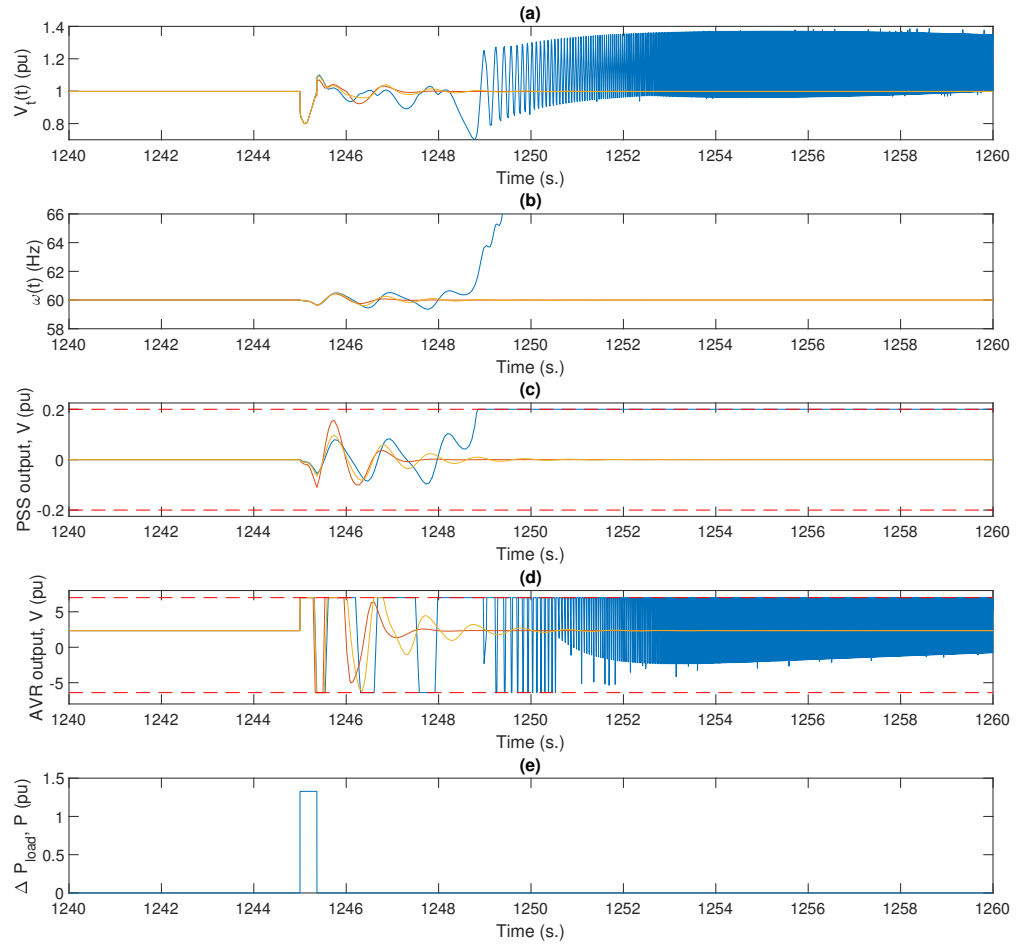 (a)
V_t(t) (pu)
1.4
1.2
1
0.8
1240 1242 1244 1246 1248 1250 1252 1254 1256 1258 1260
Time (s.)
(b)
ω(t) (Hz)
66
64
62
60
58
1240 1242 1244 1246 1248 1250 1252 1254 1256 1258 1260
Time (s.)
(c)
PSS output, V (pu)
0.2
0
-0.2
1240 1242 1244 1246 1248 1250 1252 1254 1256 1258 1260
Time (s.)
(d)
AVR output, V (pu)
5
0
-5
1240 1242 1244 1246 1248 1250 1252 1254 1256 1258 1260
Time (s.)
(e)
Δ P_load, P (pu)
1.5
1
0.5
0
1240 1242 1244 1246 1248 1250 1252 1254 1256 1258 1260
Time (s.)